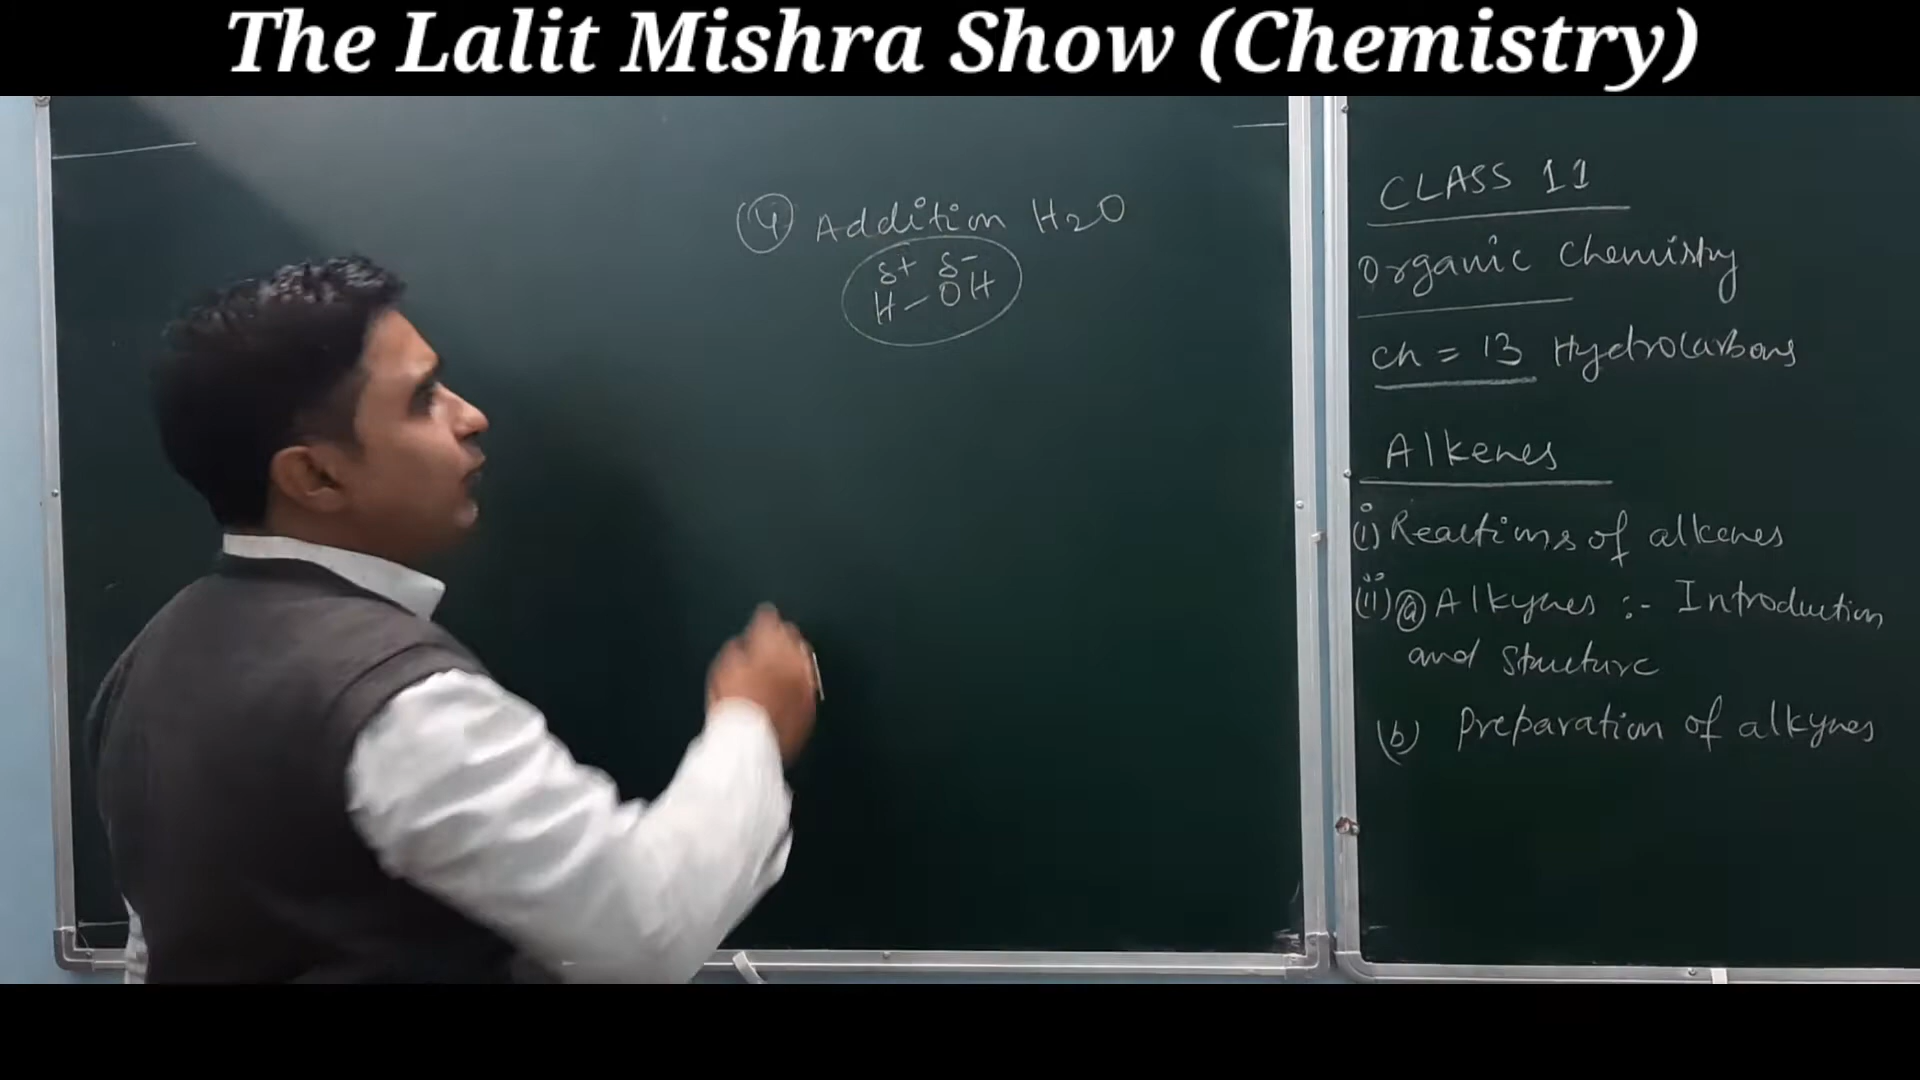 The Lalit Mishra Show (Chemistry)
④ Addition H2O
δ+ δ-
H-OH
CLASS 11
Organic Chemistry
Ch = 13 Hydrocarbons
Alkenes
(i) Reactions of alkenes
(ii) ⓐ Alkynes :- Introduction
and Structure
(b) Preparation of alkynes